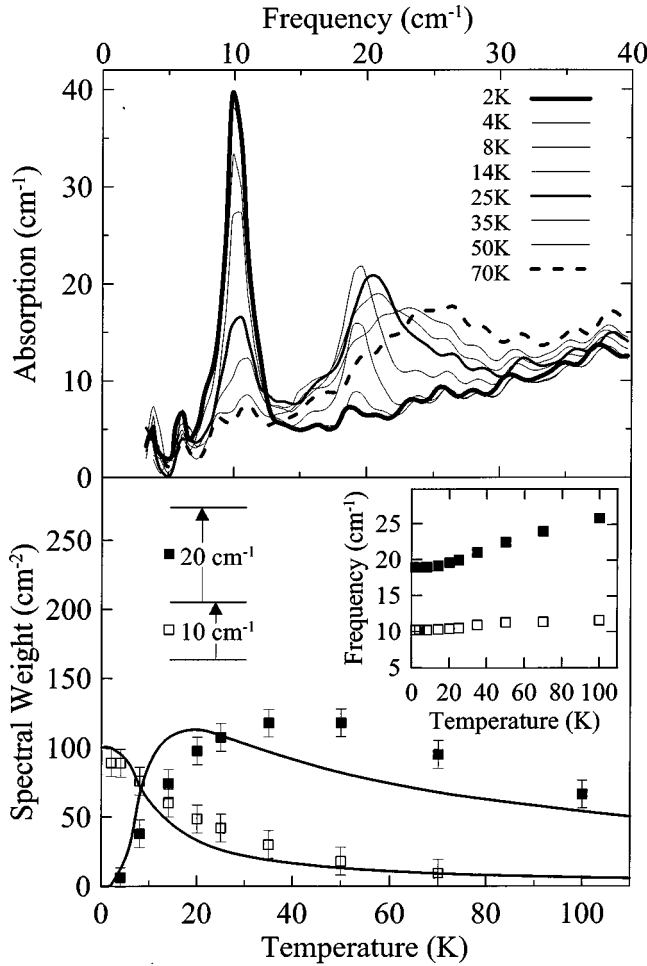 Frequency (cm⁻¹)
0 10 20 30 40
Absorption (cm⁻¹)
40
30
20
10
0
2K
4K
8K
14K
25K
35K
50K
70K
Spectral Weight (cm⁻²)
250
200
150
100
50
0
20 cm⁻¹
10 cm⁻¹
Frequency (cm⁻¹)
25
20
15
10
5
0 20 40 60 80 100
Temperature (K)
0 20 40 60 80 100
Temperature (K)